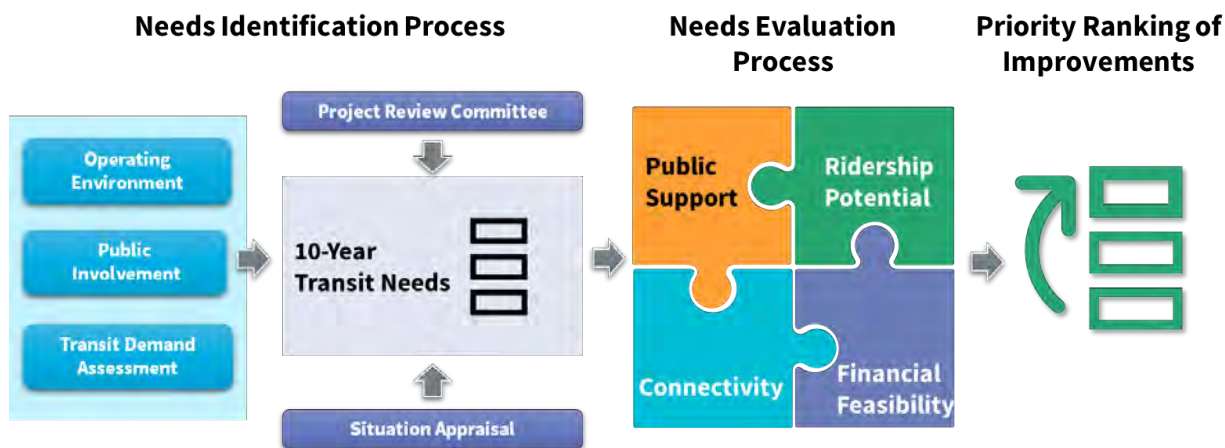 Needs Identification Process
Needs Evaluation
Process
Priority Ranking of
Improvements
Operating
Environment
Public
Involvement
Transit Demand
Assessment
Project Review Committee
10-Year
Transit Needs
Situation Appraisal
Public
Support
Ridership
Potential
Connectivity
Financial
Feasibility